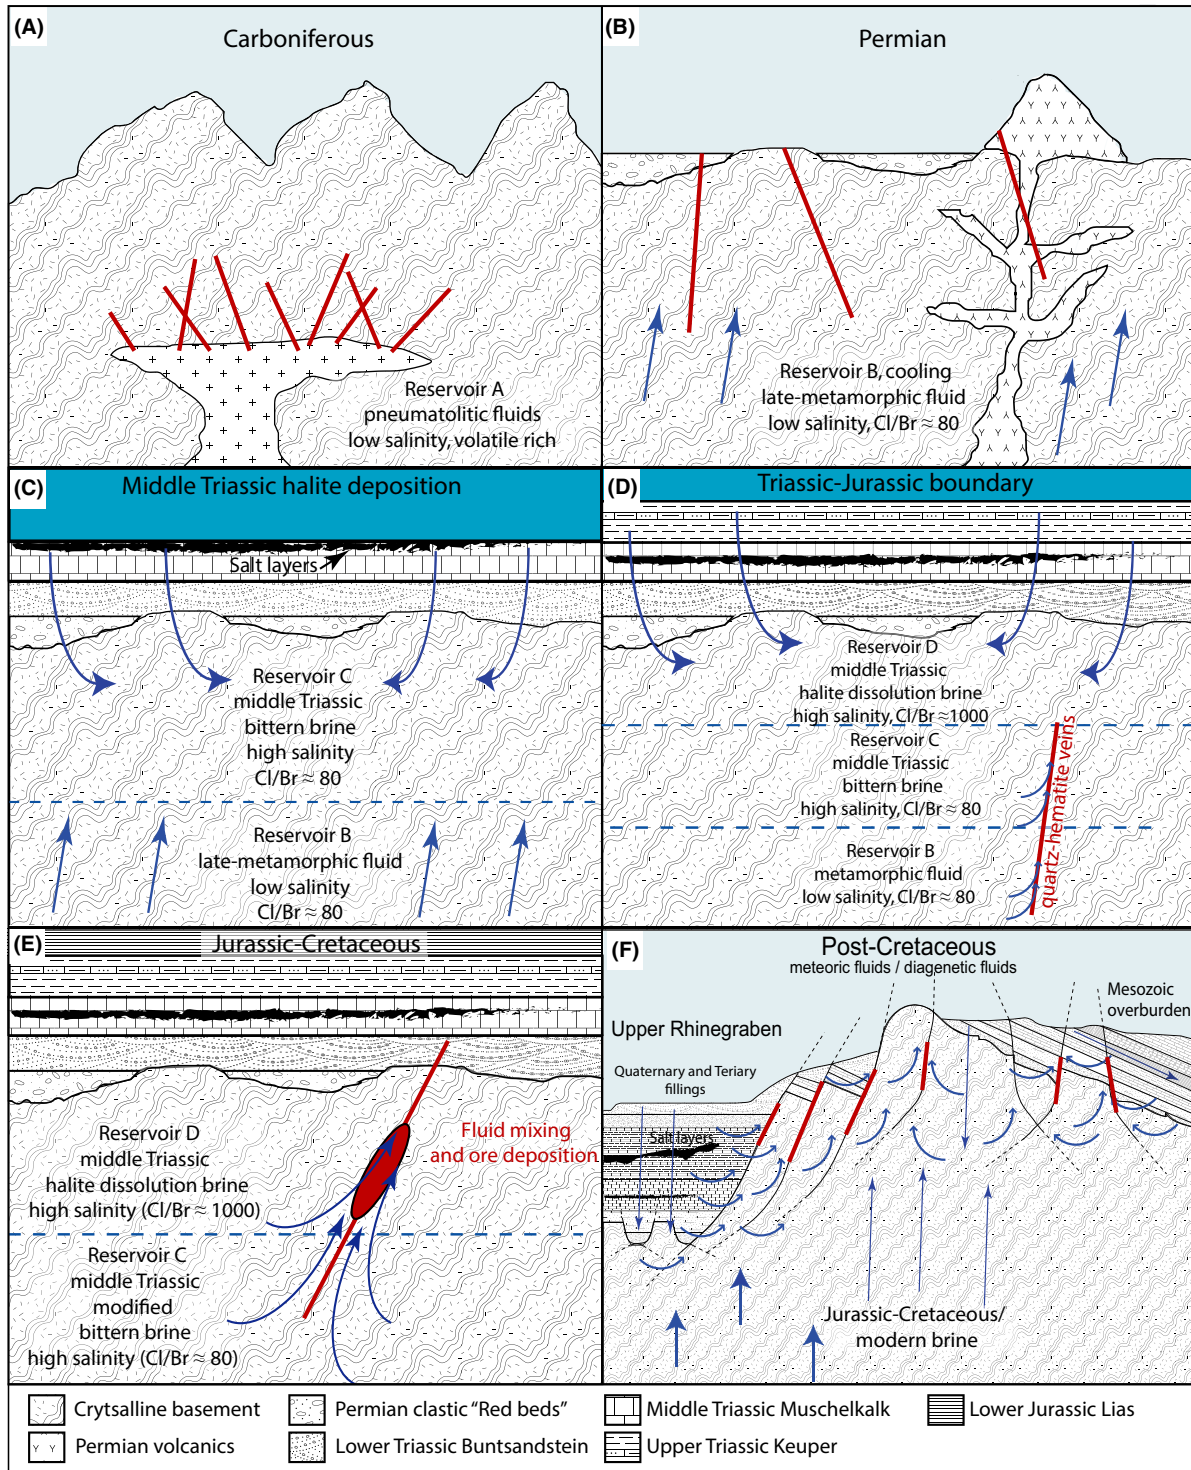 (A)
Carboniferous
Reservoir A
pneumatolitic fluids
low salinity, volatile rich
(B)
Permian
Reservoir B, cooling
late-metamorphic fluid
low salinity, Cl/Br ≈ 80
(C)
Middle Triassic halite deposition
Salt layers
Reservoir C
middle Triassic
bittern brine
high salinity
Cl/Br ≈ 80
Reservoir B
late-metamorphic fluid
low salinity
Cl/Br ≈ 80
(D)
Triassic-Jurassic boundary
Reservoir D
middle Triassic
halite dissolution brine
high salinity, Cl/Br ≈1000
Reservoir C
middle Triassic
bittern brine
high salinity, Cl/Br ≈ 80
Reservoir B
metamorphic fluid
low salinity, Cl/Br ≈ 80
quartz-hematite veins
(E)
Jurassic-Cretaceous
Fluid mixing
and ore deposition
Reservoir D
middle Triassic
halite dissolution brine
high salinity (Cl/Br ≈ 1000)
Reservoir C
middle Triassic
modified
bittern brine
high salinity (Cl/Br ≈ 80)
(F)
Post-Cretaceous
meteoric fluids / diagenetic fluids
Mesozoic
overburden
Upper Rhinegraben
Quaternary and Teriary
fillings
Salt layers
Jurassic-Cretaceous/
modern brine
Crytsalline basement
Permian clastic "Red beds"
Middle Triassic Muschelkalk
Lower Jurassic Lias
Permian volcanics
Lower Triassic Buntsandstein
Upper Triassic Keuper